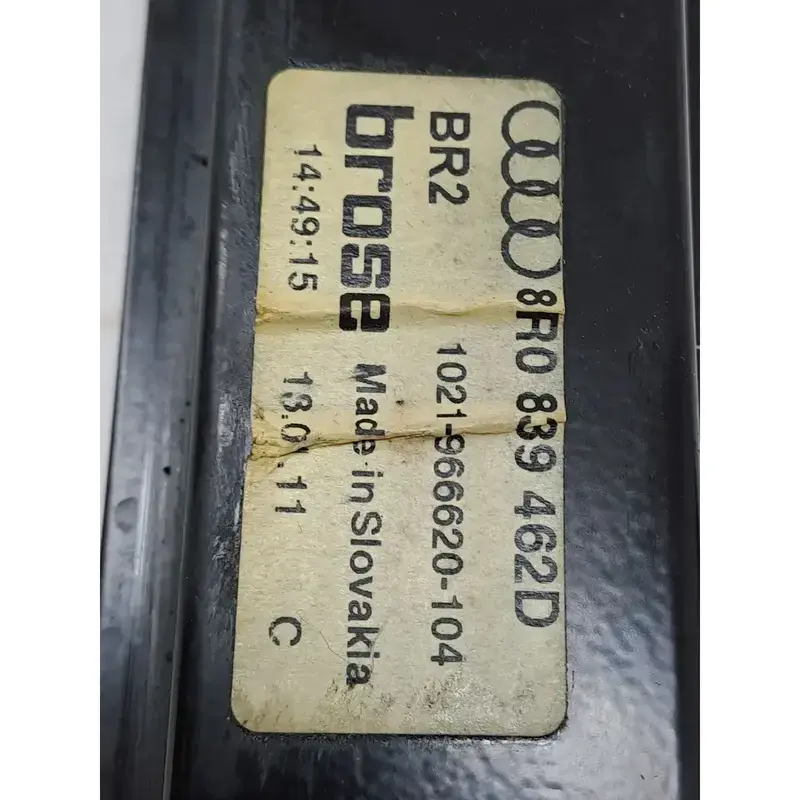 8R0 839 462D
BR2 1021-966620-104
brose Made in Slovakia
14:49:15 C